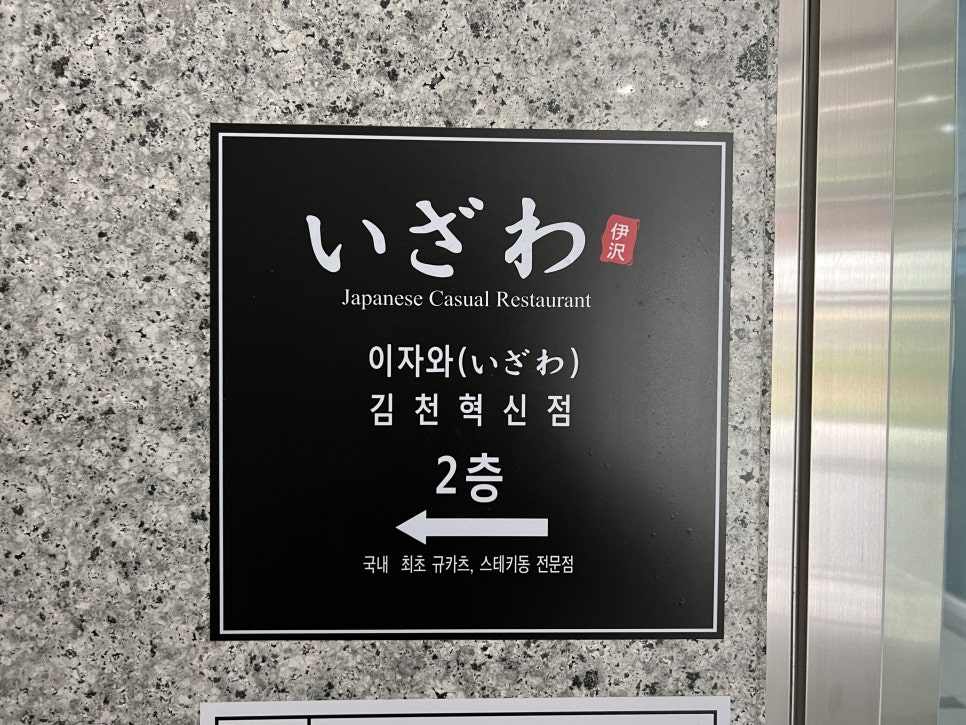 いざわ 伊沢
Japanese Casual Restaurant
이자와(いざわ)
김천혁신점
2층
국내 최초 규카츠, 스테키동 전문점